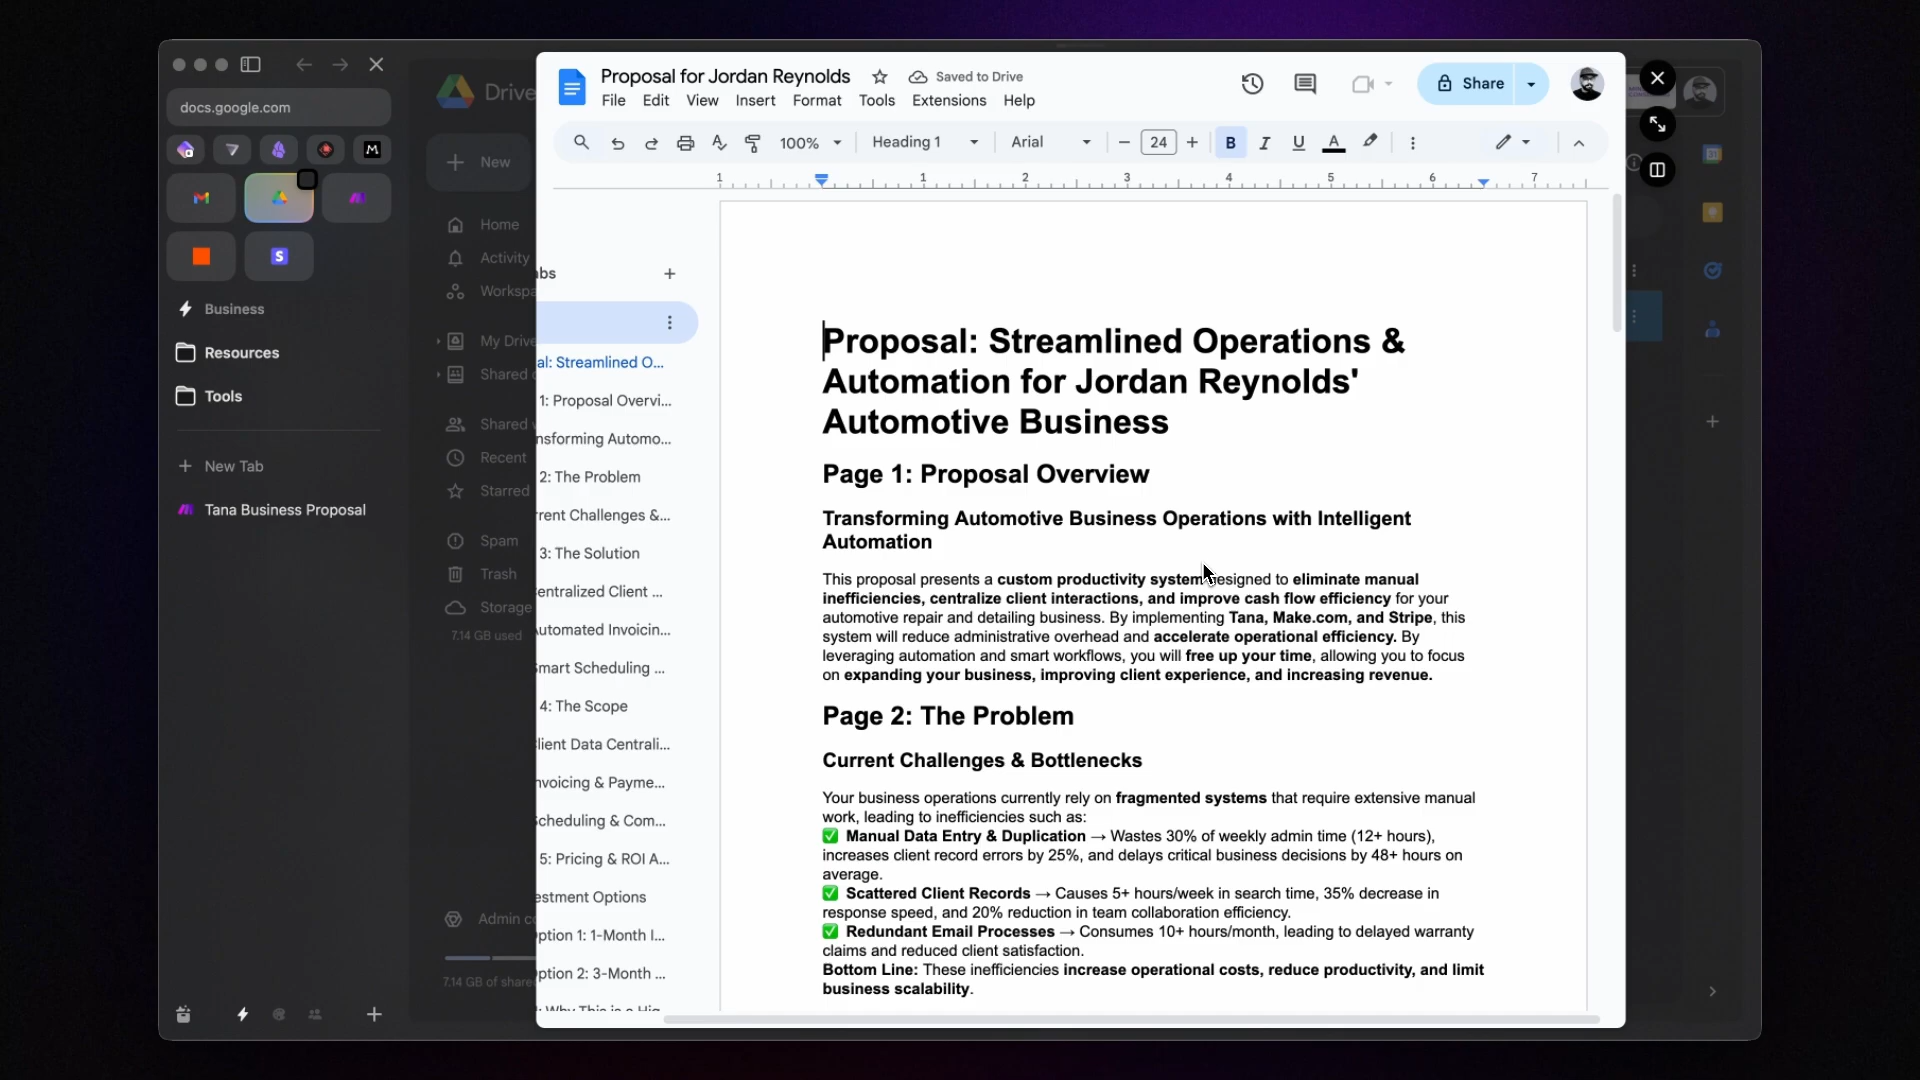 docs.google.com
Business
Resources
Tools
New Tab
Tana Business Proposal
Drive
New
Home
Activity
My Drive
Recent
Starred
Spam
Trash
Storage
7.14 GB used
Admin
7.14 GB of
Proposal for Jordan Reynolds
Saved to Drive
File Edit View Insert Format Tools Extensions Help
Share
100% Heading 1 Arial 24 B I U A
1 1 2 3 4 5 6 7
bs
al: Streamlined O...
1: Proposal Overvi...
nsforming Automo...
2: The Problem
rent Challenges &...
3: The Solution
entralized Client ...
utomated Invoicin...
mart Scheduling ...
4: The Scope
lient Data Centrali...
nvoicing & Payme...
cheduling & Com...
5: Pricing & ROI A...
estment Options
ption 1: 1-Month I...
ption 2: 3-Month ...
Proposal: Streamlined Operations &
Automation for Jordan Reynolds'
Automotive Business
Page 1: Proposal Overview
Transforming Automotive Business Operations with Intelligent
Automation
This proposal presents a custom productivity system designed to eliminate manual
inefficiencies, centralize client interactions, and improve cash flow efficiency for your
automotive repair and detailing business. By implementing Tana, Make.com, and Stripe, this
system will reduce administrative overhead and accelerate operational efficiency. By
leveraging automation and smart workflows, you will free up your time, allowing you to focus
on expanding your business, improving client experience, and increasing revenue.
Page 2: The Problem
Current Challenges & Bottlenecks
Your business operations currently rely on fragmented systems that require extensive manual
work, leading to inefficiencies such as:
✅ Manual Data Entry & Duplication → Wastes 30% of weekly admin time (12+ hours),
increases client record errors by 25%, and delays critical business decisions by 48+ hours on
average.
✅ Scattered Client Records → Causes 5+ hours/week in search time, 35% decrease in
response speed, and 20% reduction in team collaboration efficiency.
✅ Redundant Email Processes → Consumes 10+ hours/month, leading to delayed warranty
claims and reduced client satisfaction.
Bottom Line: These inefficiencies increase operational costs, reduce productivity, and limit
business scalability.